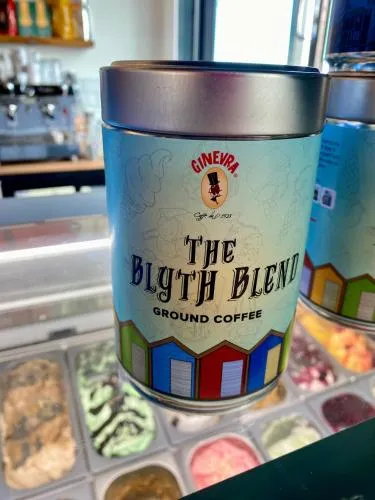 GINEVRA
THE
BLYTH BLEND
GROUND COFFEE